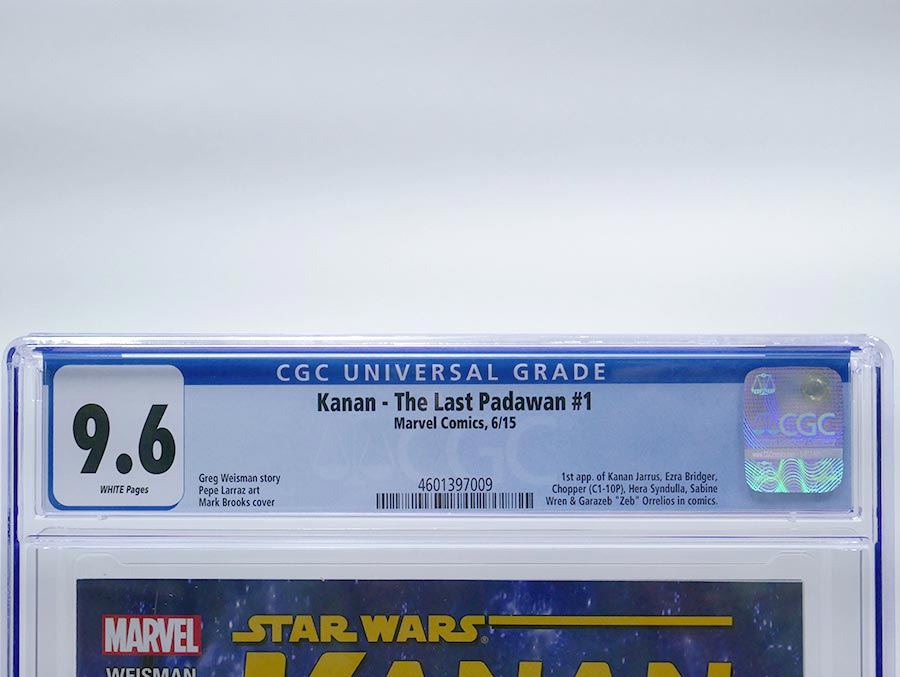 CGC UNIVERSAL GRADE
9.6
WHITE Pages
Kanan - The Last Padawan #1
Marvel Comics, 6/15
Greg Weisman story
Pepe Larraz art
Mark Brooks cover
4601397009
1st app. of Kanan Jarrus, Ezra Bridger,
Chopper (C1-10P), Hera Syndulla, Sabine
Wren & Garazeb "Zeb" Orrelios in comics.
CGC
MARVEL
WEISMAN
STAR WARS®
KANAN